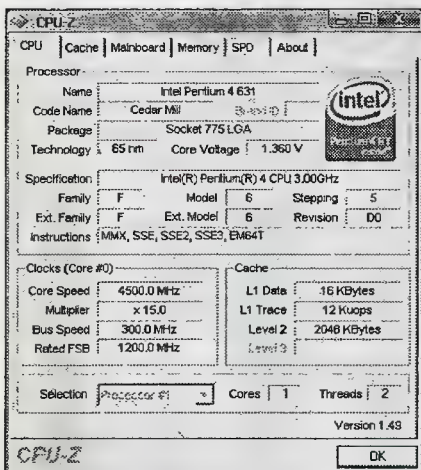 CPU-Z
CPU Cache Mainboard Memory SPD About
Processor
Name Intel Pentium 4 631
Code Name Cedar Mill Brand ID
Package Socket 775 LGA
Technology 65 nm Core Voltage 1.360 V
intel
Specification Intel(R) Pentium(R) 4 CPU 3.00GHz
Family F Model 6 Stepping 5
Ext. Family F Ext. Model 6 Revision D0
Instructions MMX, SSE, SSE2, SSE3, EM64T
Clocks (Core #0)
Core Speed 4500.0 MHz
Multiplier x 15.0
Bus Speed 300.0 MHz
Rated FSB 1200.0 MHz
Cache
L1 Data 16 KBytes
L1 Trace 12 Kuops
Level 2 2048 KBytes
Level 3
Selection Processor #1 Cores 1 Threads 2
Version 1.49
CPU-Z OK